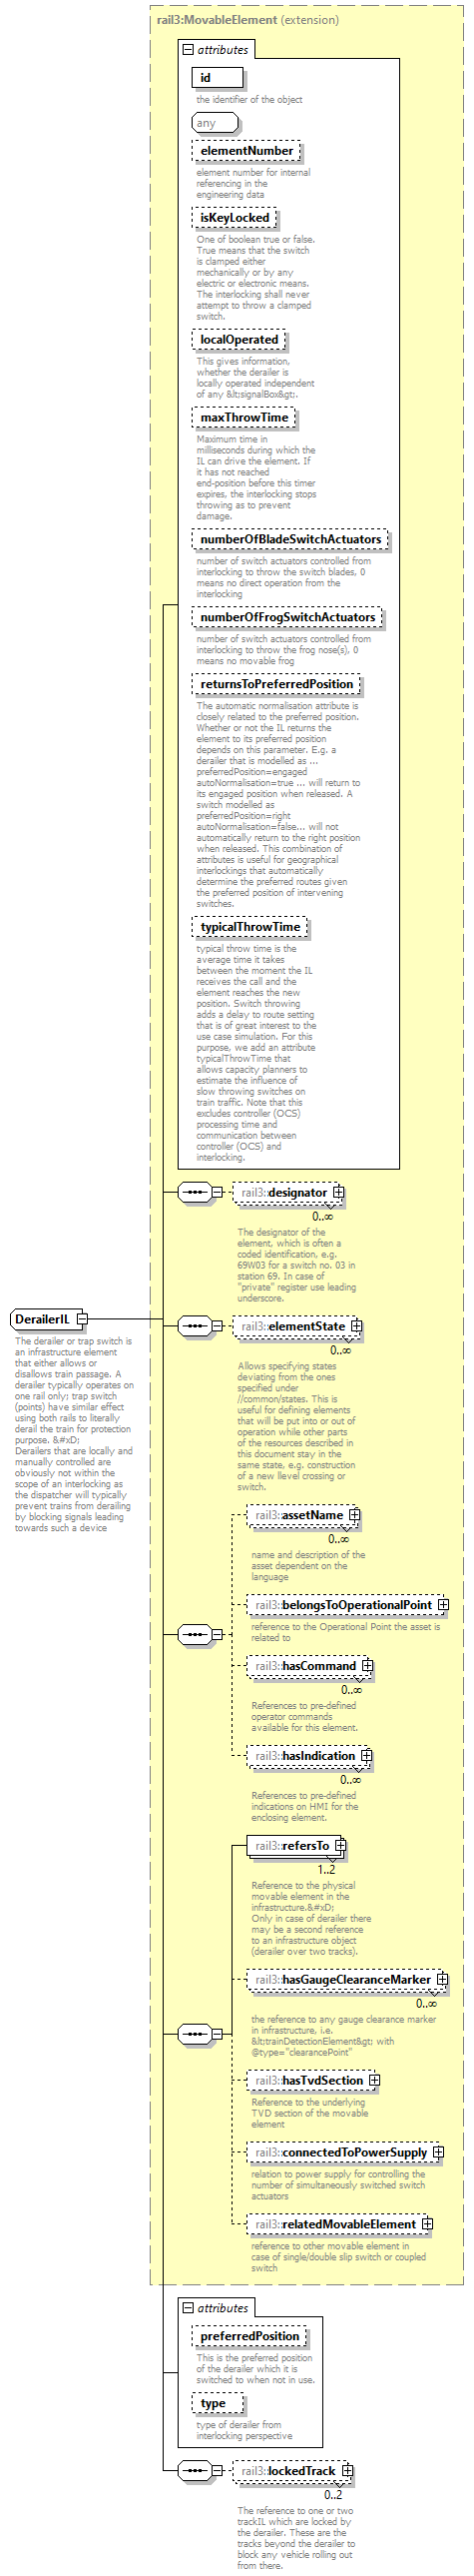 rail3:MovableElement (extension)
attributes
id
the identifier of the object
any
elementNumber
element number for internal
referencing in the
engineering data
isKeyLocked
One of boolean true or false.
True means that the switch
is clamped either
mechanically or by any
electric or electronic means.
The interlocking shall never
attempt to throw a clamped
switch.
localOperated
This gives information,
whether the derailer is
locally operated independent
of any &lt;signalBox&gt;.
maxThrowTime
Maximum time in
milliseconds during which the
IL can drive the element. If
it has not reached
end-position before this timer
expires, the interlocking stops
throwing as to prevent
damage.
numberOfBladeSwitchActuators
number of switch actuators controlled from
interlocking to throw the switch blades, 0
means no direct operation from the
interlocking
numberOfFrogSwitchActuators
number of switch actuators controlled from
interlocking to throw the frog nose(s), 0
means no movable frog
returnsToPreferredPosition
The automatic normalisation attribute is
closely related to the preferred position.
Whether or not the IL returns the
element to its preferred position
depends on this parameter. E.g. a
derailer that is modelled as ...
preferredPosition=engaged
autoNormalisation=true ... will return to
its engaged position when released. A
switch modelled as
preferredPosition=right
autoNormalisation=false... will not
automatically return to the right position
when released. This combination of
attributes is useful for geographical
interlockings that automatically
determine the preferred routes given
the preferred position of intervening
switches.
typicalThrowTime
typical throw time is the
average time it takes
between the moment the IL
receives the call and the
element reaches the new
position. Switch throwing
adds a delay to route setting
that is of great interest to the
use case simulation. For this
purpose, we add an attribute
typicalThrowTime that
allows capacity planners to
estimate the influence of
slow throwing switches on
train traffic. Note that this
excludes controller (OCS)
processing time and
communication between
controller (OCS) and
interlocking.
rail3:designator
0..∞
The designator of the
element, which is often a
coded identification, e.g.
69W03 for a switch no. 03 in
station 69. In case of
"private" register use leading
underscore.
DerailerIL
The derailer or trap switch is
an infrastructure element
that either allows or
disallows train passage. A
derailer typically operates on
one rail only; trap switch
(points) have similar effect
using both rails to literally
derail the train for protection
purpose. &#xD;
Derailers that are locally and
manually controlled are
obviously not within the
scope of an interlocking as
the dispatcher will typically
prevent trains from derailing
by blocking signals leading
towards such a device
rail3:elementState
0..∞
Allows specifying states
deviating from the ones
specified under
//common/states. This is
useful for defining elements
that will be put into or out of
operation while other parts
of the resources described in
this document stay in the
same state, e.g. construction
of a new llevel crossing or
switch.
rail3:assetName
0..∞
name and description of the
asset dependent on the
language
rail3:belongsToOperationalPoint
reference to the Operational Point the asset is
related to
rail3:hasCommand
0..∞
References to pre-defined
operator commands
available for this element.
rail3:hasIndication
0..∞
References to pre-defined
indications on HMI for the
enclosing element.
rail3:refersTo
1..2
Reference to the physical
movable element in the
infrastructure.&#xD;
Only in case of derailer there
may be a second reference
to an infrastructure object
(derailer over two tracks).
rail3:hasGaugeClearanceMarker
0..∞
the reference to any gauge clearance marker
in infrastructure, i.e.
&lt;trainDetectionElement&gt; with
@type="clearancePoint"
rail3:hasTvdSection
Reference to the underlying
TVD section of the movable
element
rail3:connectedToPowerSupply
relation to power supply for controlling the
number of simultaneously switched switch
actuators
rail3:relatedMovableElement
reference to other movable element in
case of single/double slip switch or coupled
switch
attributes
preferredPosition
This is the preferred position
of the derailer which it is
switched to when not in use.
type
type of derailer from
interlocking perspective
rail3:lockedTrack
0..2
The reference to one or two
trackIL which are locked by
the derailer. These are the
tracks beyond the derailer to
block any vehicle rolling out
from there.